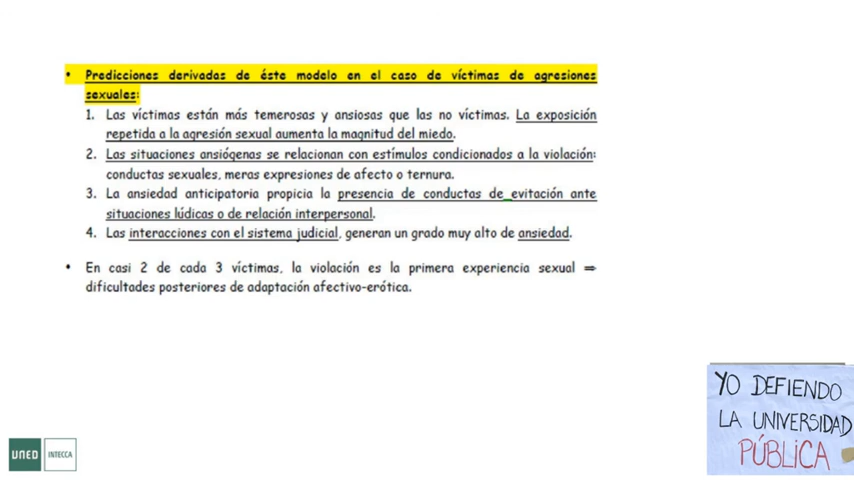 • Predicciones derivadas de éste modelo en el caso de víctimas de agresiones
sexuales:
1. Las víctimas están más temerosas y ansiosas que las no víctimas. La exposición
repetida a la agresión sexual aumenta la magnitud del miedo.
2. Las situaciones ansiógenas se relacionan con estímulos condicionados a la violación:
conductas sexuales, meras expresiones de afecto o ternura.
3. La ansiedad anticipatoria propicia la presencia de conductas de evitación ante
situaciones lúdicas o de relación interpersonal.
4. Las interacciones con el sistema judicial, generan un grado muy alto de ansiedad.
• En casi 2 de cada 3 víctimas, la violación es la primera experiencia sexual ⇒
dificultades posteriores de adaptación afectivo-erótica.
YO DEFIENDO
LA UNIVERSIDAD
PÚBLICA
UNED INTECCA